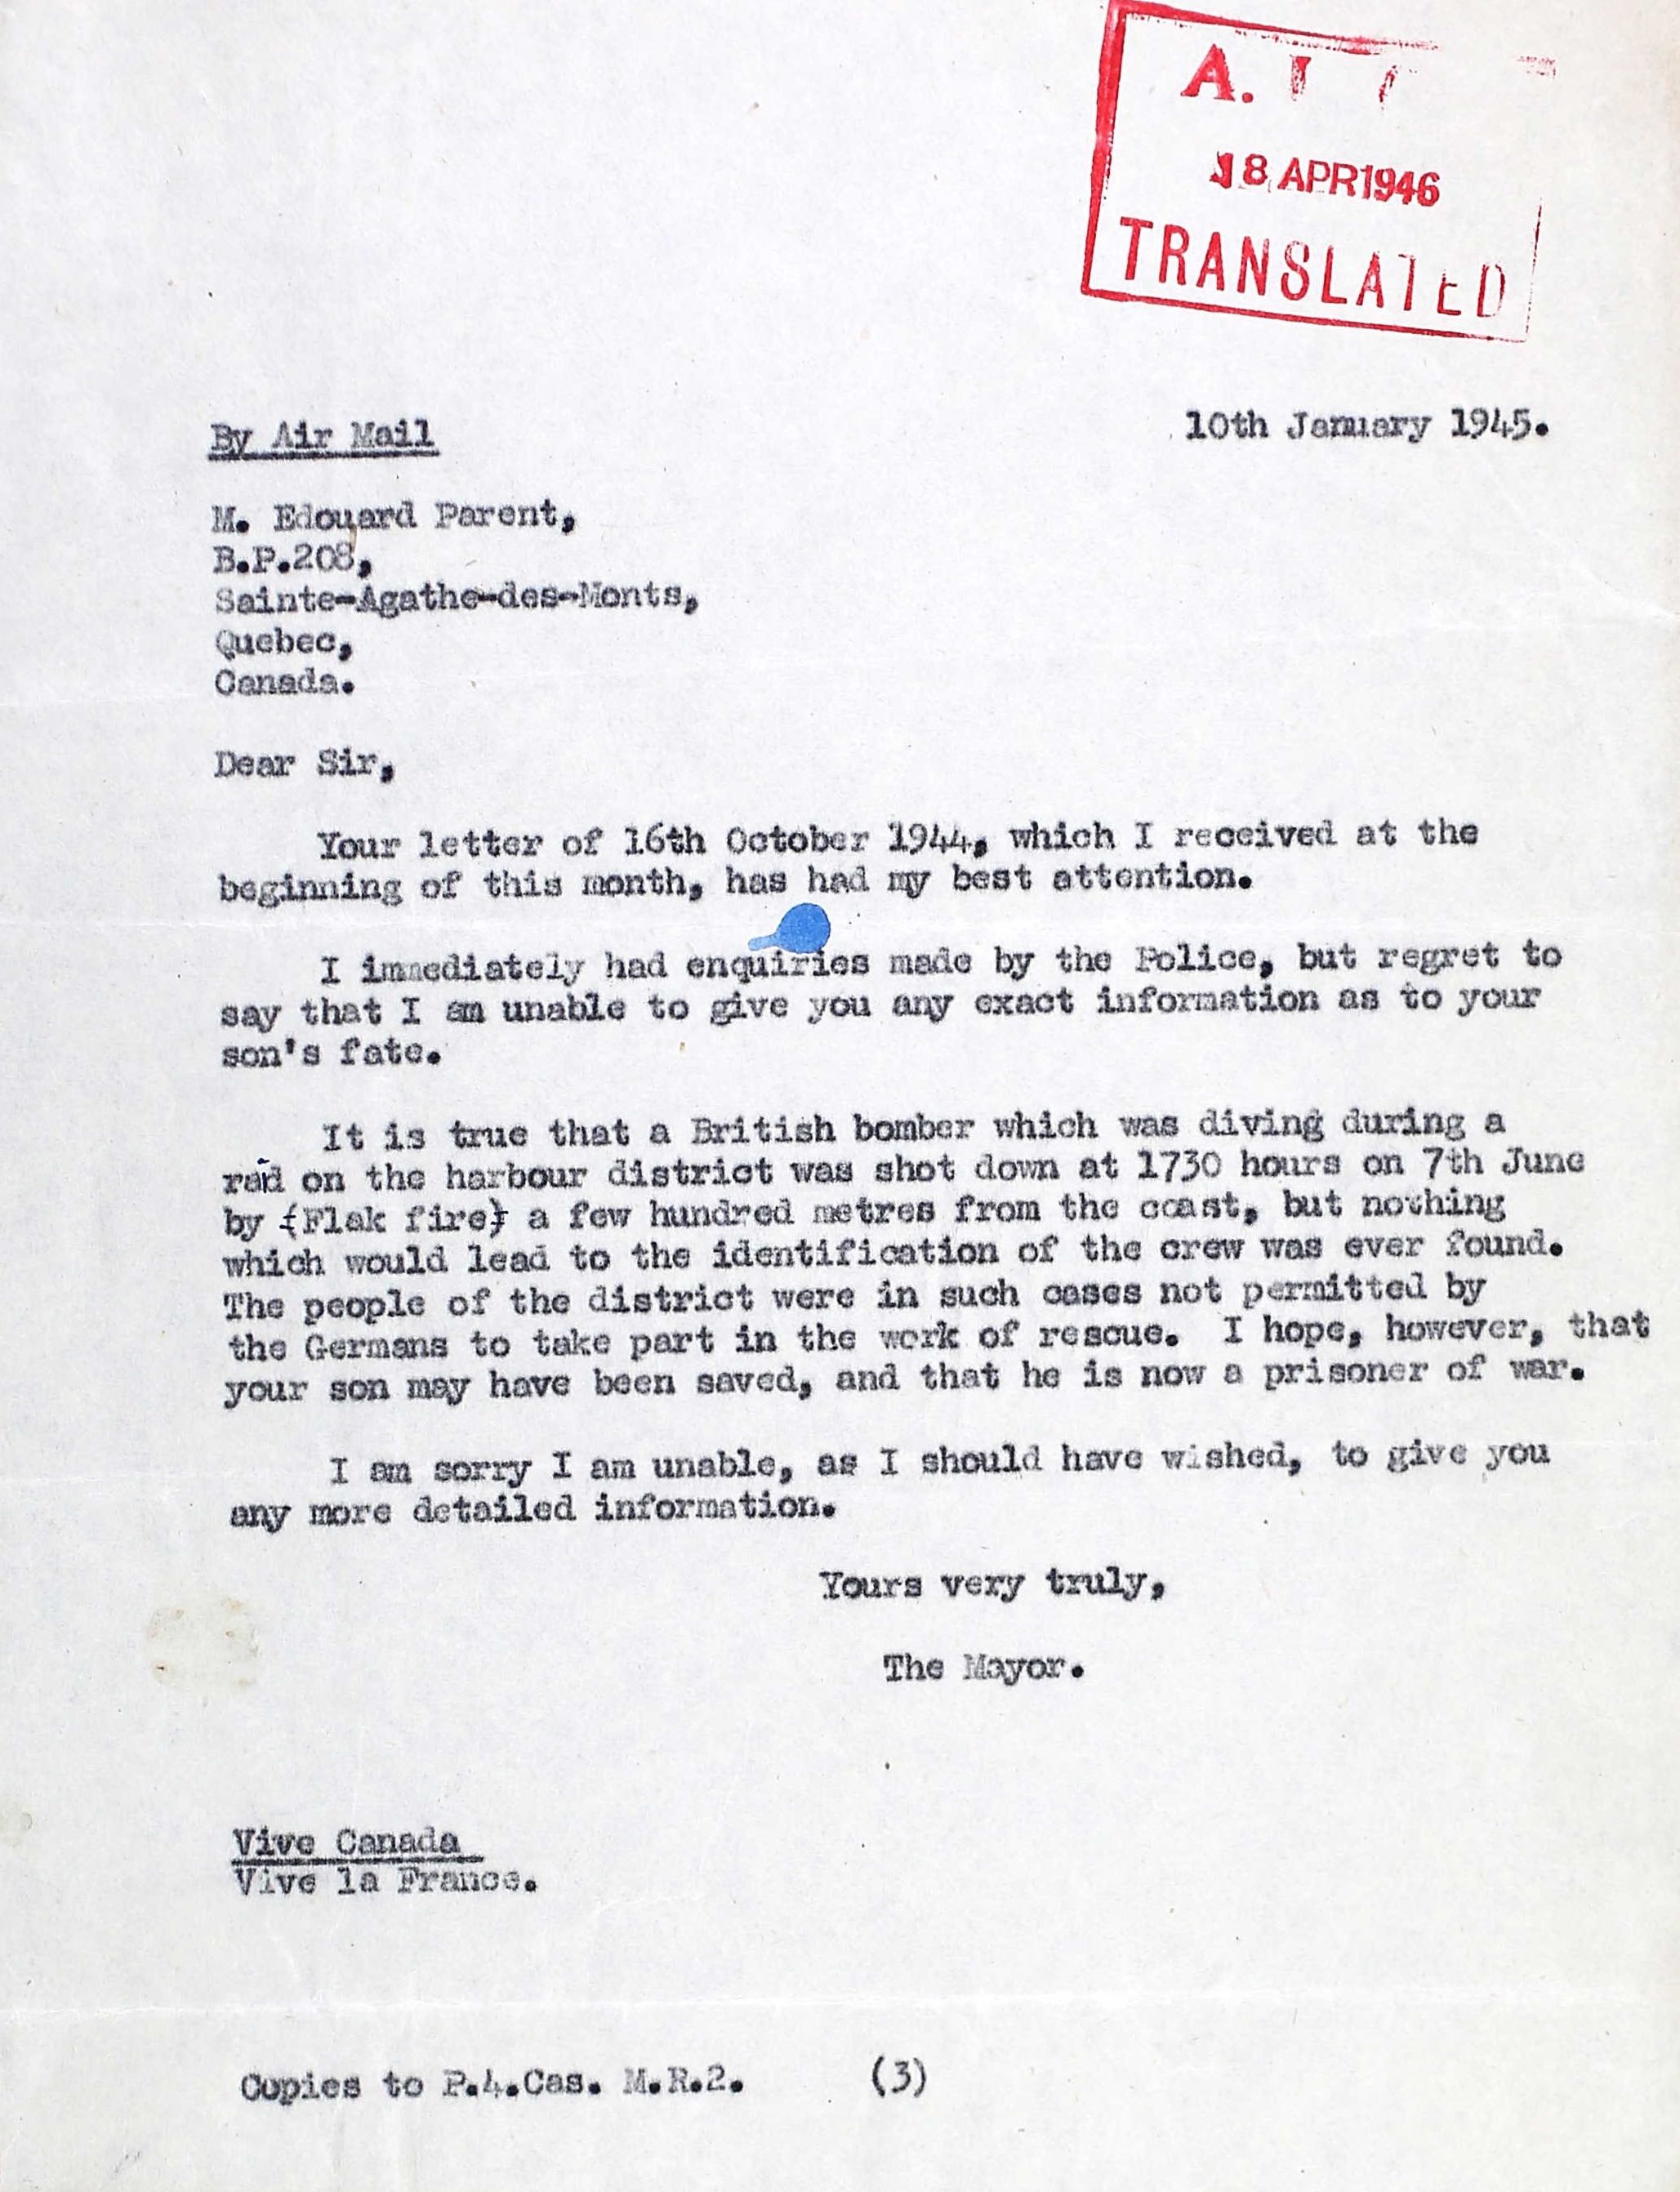 A.
18 APR 1946
TRANSLATED
By Air Mail
10th January 1945.
M. Edouard Parent,
B.P.208,
Sainte-Agathe-des-Monts,
Quebec,
Canada.
Dear Sir,
Your letter of 16th October 1944, which I received at the
beginning of this month, has had my best attention.
I immediately had enquiries made by the Police, but regret to
say that I am unable to give you any exact information as to your
son's fate.
It is true that a British bomber which was diving during a
raid on the harbour district was shot down at 1730 hours on 7th June
by (Flak fire) a few hundred metres from the coast, but nothing
which would lead to the identification of the crew was ever found.
The people of the district were in such cases not permitted by
the Germans to take part in the work of rescue. I hope, however, that
your son may have been saved, and that he is now a prisoner of war.
I am sorry I am unable, as I should have wished, to give you
any more detailed information.
Yours very truly,
The Mayor.
Vive Canada
Vive la France.
Copies to P.4.Cas. M.R.2. (3)